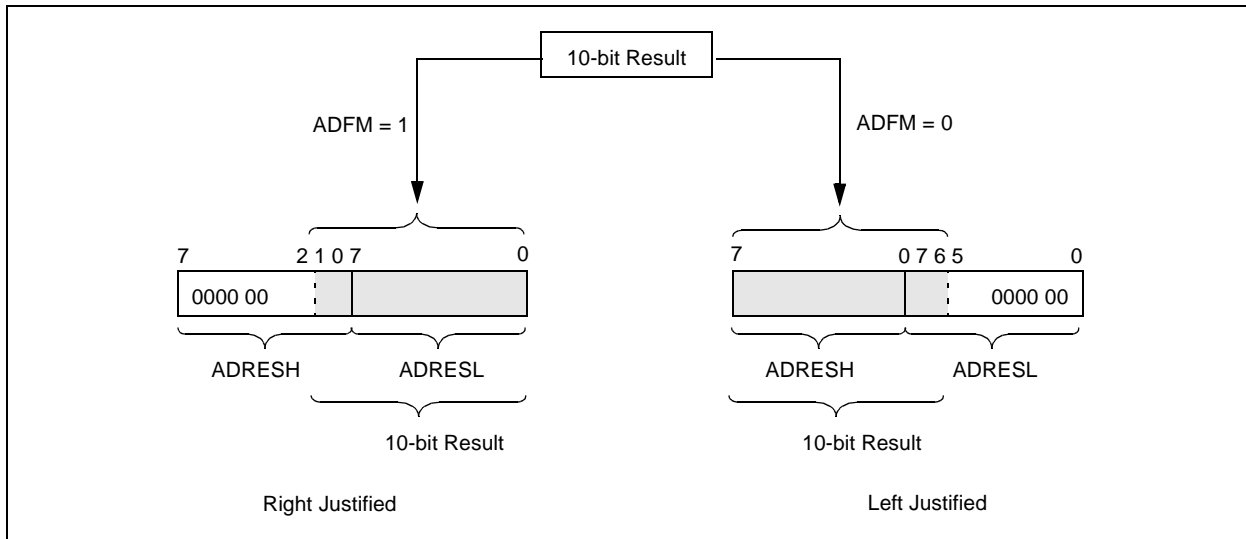 10-bit Result
ADFM = 1
ADFM = 0
7 2 1 0 7 0
0000 00
ADRESH ADRESL
10-bit Result
Right Justified
7 0 7 6 5 0
0000 00
ADRESH ADRESL
10-bit Result
Left Justified